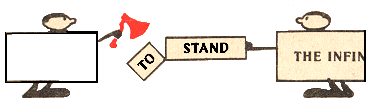 TO STAND THE INFIN